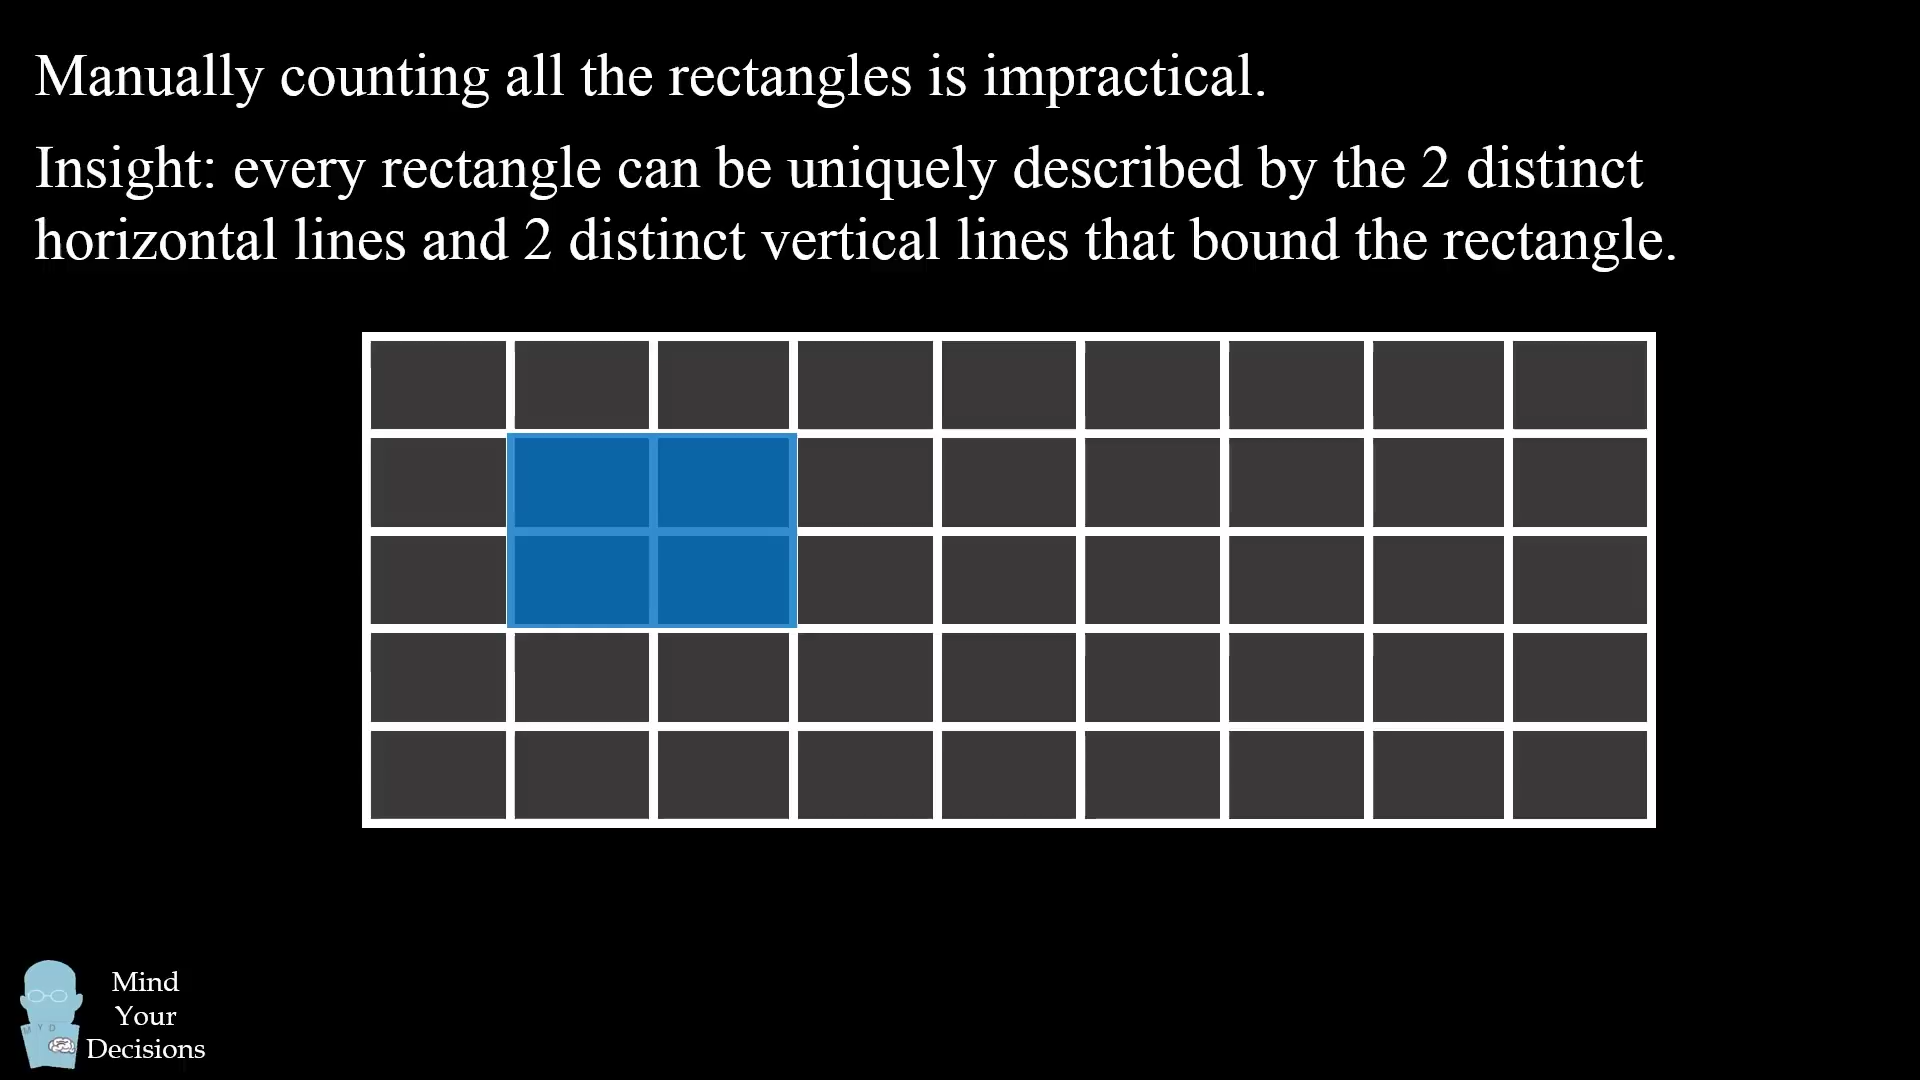 Manually counting all the rectangles is impractical.
Insight: every rectangle can be uniquely described by the 2 distinct
horizontal lines and 2 distinct vertical lines that bound the rectangle.
M Y D
Mind
Your
Decisions